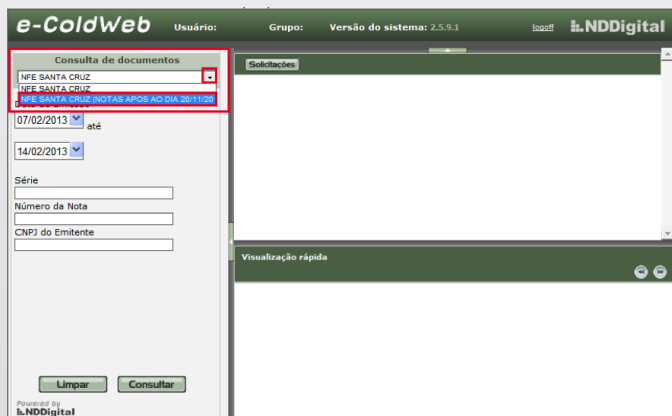 e-ColdWeb Usuário: Grupo: Versão do sistema: 2.5.9.1 logoff NDDigital
Consulta de documentos
Solicitações
NFE SANTA CRUZ
NFE SANTA CRUZ
NFE SANTA CRUZ (NOTAS APOS AO DIA 20/11/20
07/02/2013 até
14/02/2013
Série
Número da Nota
CNPJ do Emitente
Visualização rápida
Limpar Consultar
Powered by
NDDigital